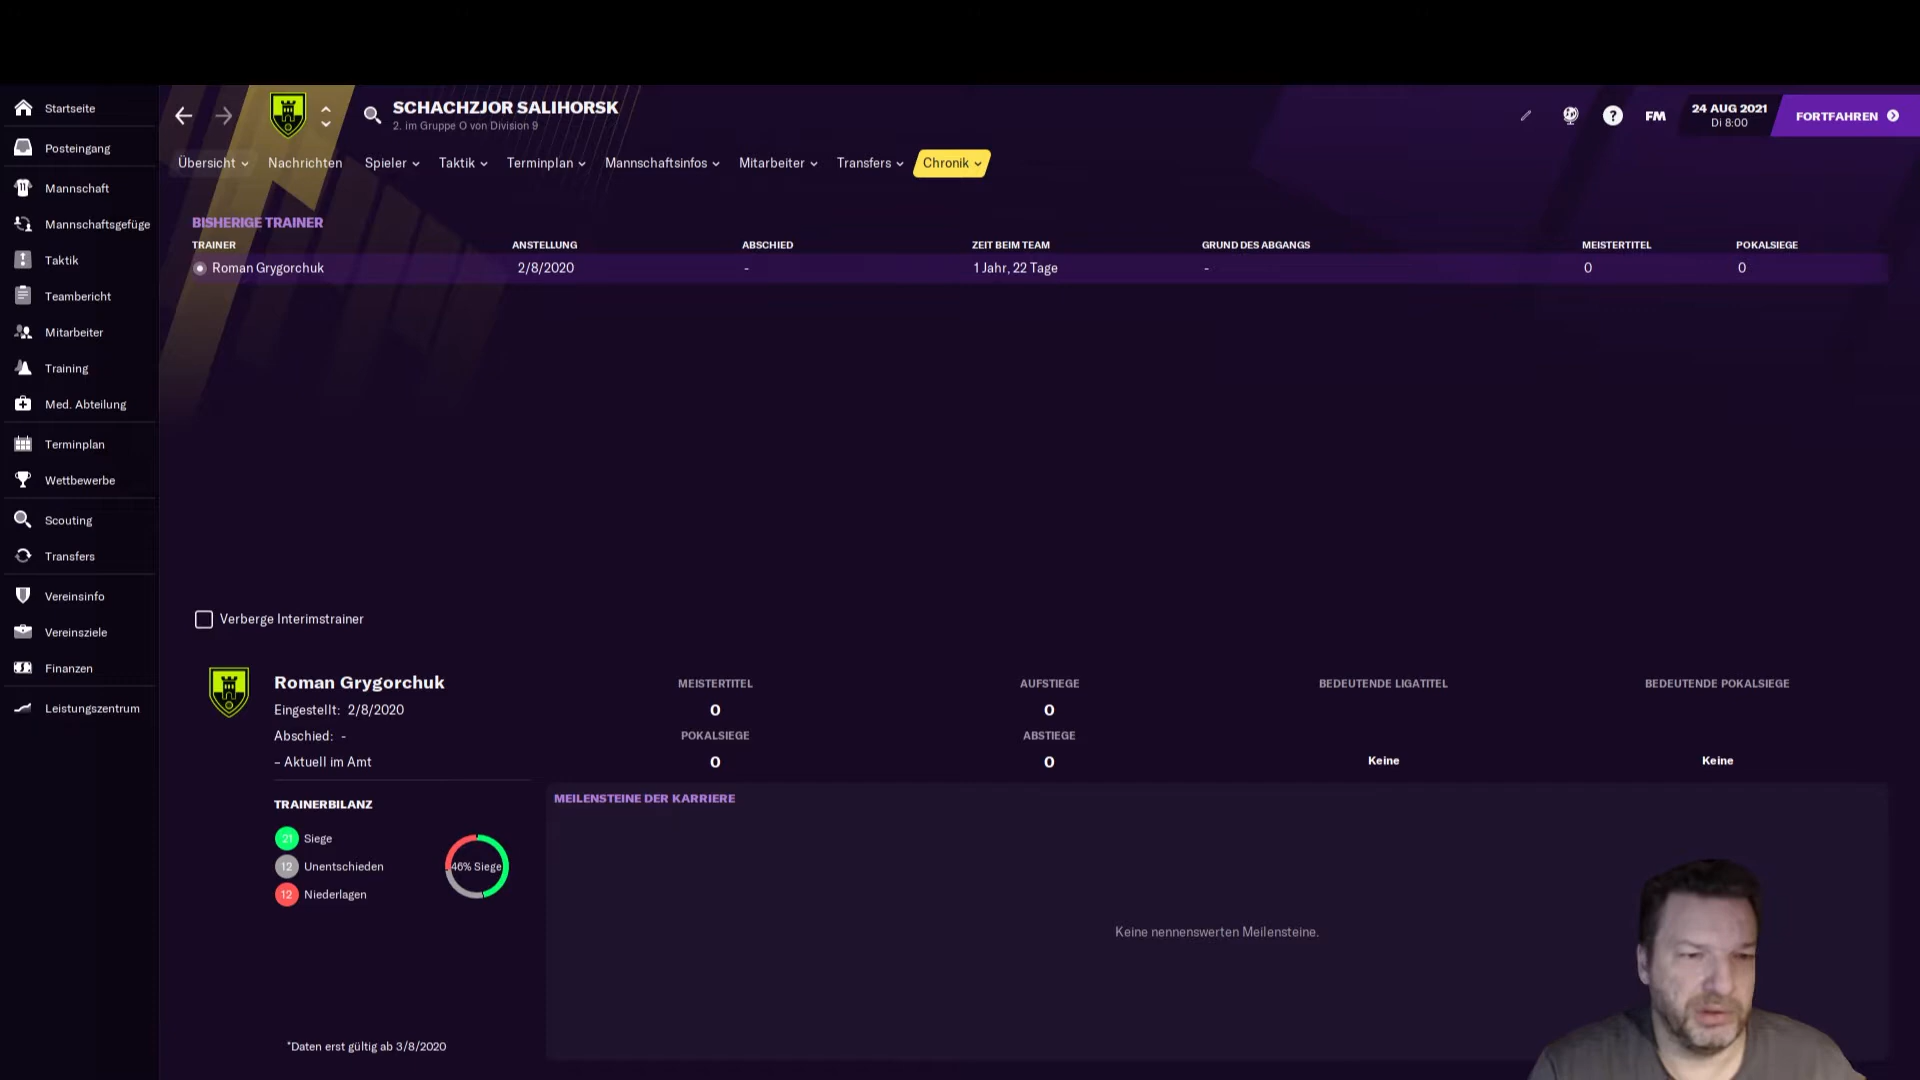 Startseite
Posteingang
Mannschaft
Mannschaftsgefüge
Taktik
Teambericht
Mitarbeiter
Training
Med. Abteilung
Terminplan
Wettbewerbe
Scouting
Transfers
Vereinsinfo
Vereinsziele
Finanzen
Leistungszentrum
SCHACHZJOR SALIHORSK
2. im Gruppe O von Division 9
? FM 24 AUG 2021
Di 8:00
FORTFAHREN
Übersicht Nachrichten Spieler Taktik Terminplan Mannschaftsinfos Mitarbeiter Transfers Chronik
BISHERIGE TRAINER
TRAINER ANSTELLUNG ABSCHIED ZEIT BEIM TEAM GRUND DES ABGANGS MEISTERTITEL POKALSIEGE
Roman Grygorchuk 2/8/2020 - 1 Jahr, 22 Tage - 0 0
Verberge Interimstrainer
Roman Grygorchuk
Eingestellt: 2/8/2020
Abschied: -
– Aktuell im Amt
MEISTERTITEL AUFSTIEGE BEDEUTENDE LIGATITEL BEDEUTENDE POKALSIEGE
0 0
POKALSIEGE ABSTIEGE
0 0 Keine Keine
TRAINERBILANZ
21 Siege
12 Unentschieden
12 Niederlagen
46% Siege
*Daten erst gültig ab 3/8/2020
MEILENSTEINE DER KARRIERE
Keine nennenswerten Meilensteine.